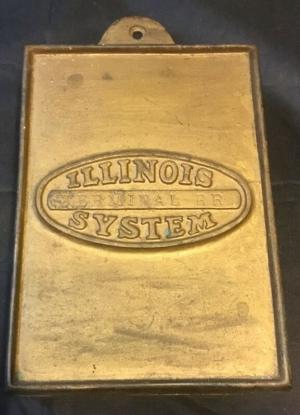 ILLINOIS
TERMINAL RR
SYSTEM